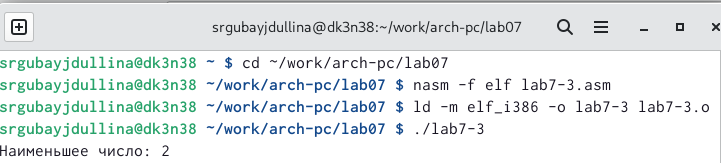 srgubayjdullina@dk3n38:~/work/arch-pc/lab07
srgubayjdullina@dk3n38 ~ $ cd ~/work/arch-pc/lab07
srgubayjdullina@dk3n38 ~/work/arch-pc/lab07 $ nasm -f elf lab7-3.asm
srgubayjdullina@dk3n38 ~/work/arch-pc/lab07 $ ld -m elf_i386 -o lab7-3 lab7-3.o
srgubayjdullina@dk3n38 ~/work/arch-pc/lab07 $ ./lab7-3
Наименьшее число: 2